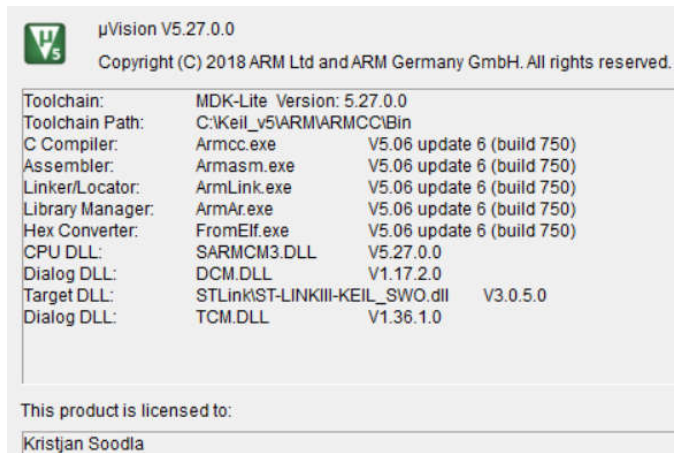 µVision V5.27.0.0
Copyright (C) 2018 ARM Ltd and ARM Germany GmbH. All rights reserved.
Toolchain: MDK-Lite Version: 5.27.0.0
Toolchain Path: C:\Keil_v5\ARM\ARMCC\Bin
C Compiler: Armcc.exe V5.06 update 6 (build 750)
Assembler: Armasm.exe V5.06 update 6 (build 750)
Linker/Locator: ArmLink.exe V5.06 update 6 (build 750)
Library Manager: ArmAr.exe V5.06 update 6 (build 750)
Hex Converter: FromElf.exe V5.06 update 6 (build 750)
CPU DLL: SARMCM3.DLL V5.27.0.0
Dialog DLL: DCM.DLL V1.17.2.0
Target DLL: STLink\ST-LINKIII-KEIL_SWO.dll V3.0.5.0
Dialog DLL: TCM.DLL V1.36.1.0
This product is licensed to:
Kristjan Soodla